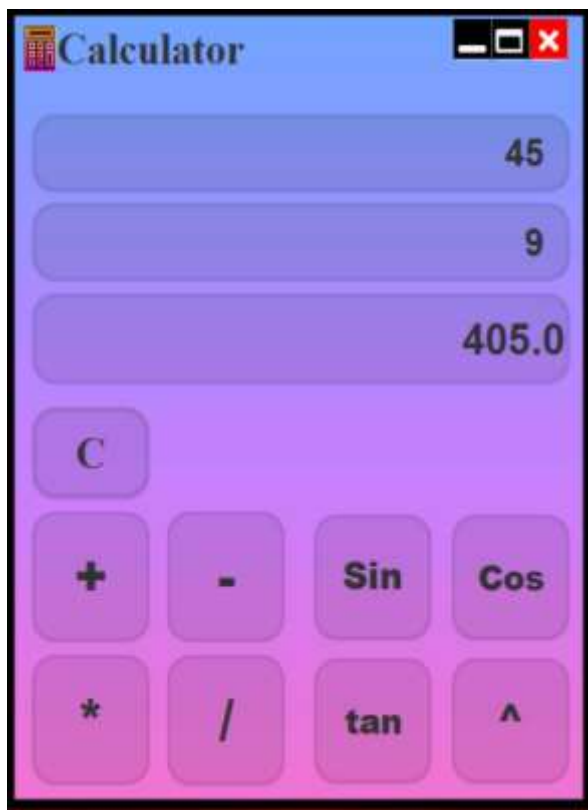 Calculator
45
9
405.0
C
+ - Sin Cos
* / tan ^